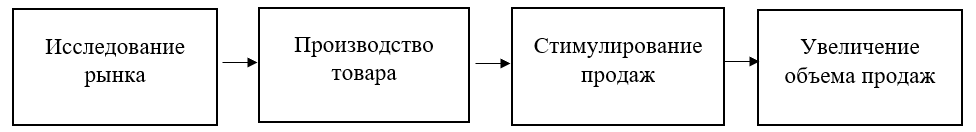 Исследование
рынка
Производство
товара
Стимулирование
продаж
Увеличение
объема продаж